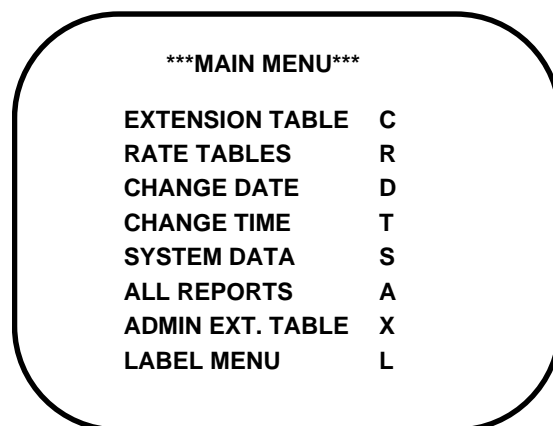 ***MAIN MENU***
EXTENSION TABLE C
RATE TABLES R
CHANGE DATE D
CHANGE TIME T
SYSTEM DATA S
ALL REPORTS A
ADMIN EXT. TABLE X
LABEL MENU L